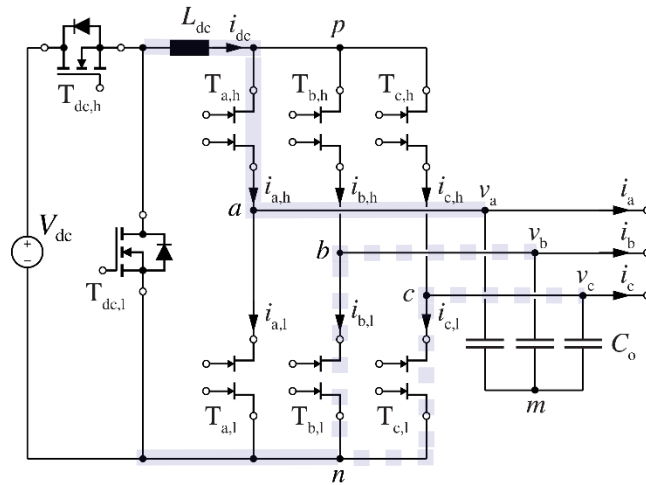 L_dc
i_dc
p
T_dc,h
T_a,h
T_b,h
T_c,h
i_a,h
i_b,h
i_c,h
v_a
i_a
a
V_dc
b
v_b
i_b
T_dc,l
c
v_c
i_c
i_a,l
i_b,l
i_c,l
C_o
T_a,l
T_b,l
T_c,l
m
n